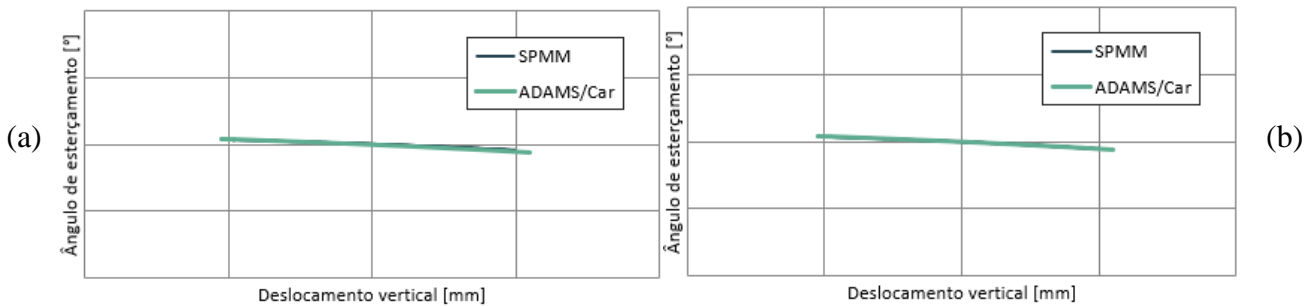 (a)
Ângulo de esterçamento [°]
SPMM
ADAMS/Car
Deslocamento vertical [mm]
Ângulo de esterçamento [°]
SPMM
ADAMS/Car
Deslocamento vertical [mm]
(b)